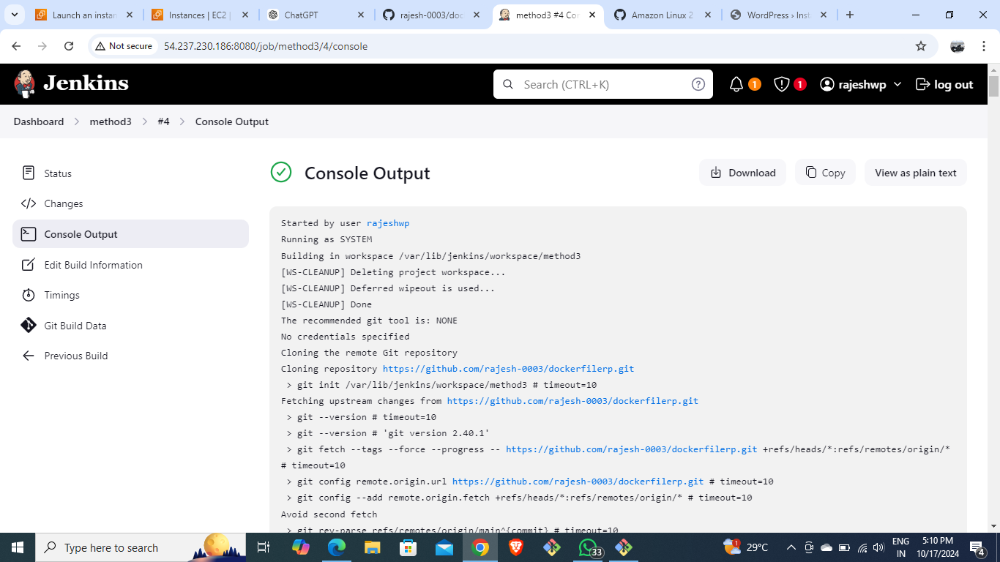 Launch an instan
Instances | EC2 |
ChatGPT
rajesh-0003/doc
method3 #4 Con
Amazon Linux 2
WordPress › Inst
Not secure
54.237.230.186:8080/job/method3/4/console
Jenkins
Search (CTRL+K)
?
1
1
rajeshwp
log out
Dashboard
method3
#4
Console Output
Status
Changes
Console Output
Edit Build Information
Timings
Git Build Data
Previous Build
Console Output
Download
Copy
View as plain text
Started by user rajeshwp
Running as SYSTEM
Building in workspace /var/lib/jenkins/workspace/method3
[WS-CLEANUP] Deleting project workspace...
[WS-CLEANUP] Deferred wipeout is used...
[WS-CLEANUP] Done
The recommended git tool is: NONE
No credentials specified
Cloning the remote Git repository
Cloning repository https://github.com/rajesh-0003/dockerfilerp.git
> git init /var/lib/jenkins/workspace/method3 # timeout=10
Fetching upstream changes from https://github.com/rajesh-0003/dockerfilerp.git
> git --version # timeout=10
> git --version # 'git version 2.40.1'
> git fetch --tags --force --progress -- https://github.com/rajesh-0003/dockerfilerp.git +refs/heads/*:refs/remotes/origin/*
# timeout=10
> git config remote.origin.url https://github.com/rajesh-0003/dockerfilerp.git # timeout=10
> git config --add remote.origin.fetch +refs/heads/*:refs/remotes/origin/* # timeout=10
Avoid second fetch
> git rev-parse refs/remotes/origin/main^{commit} # timeout=10
Type here to search
33
1
29°C
ENG
IN
5:10 PM
10/17/2024
4